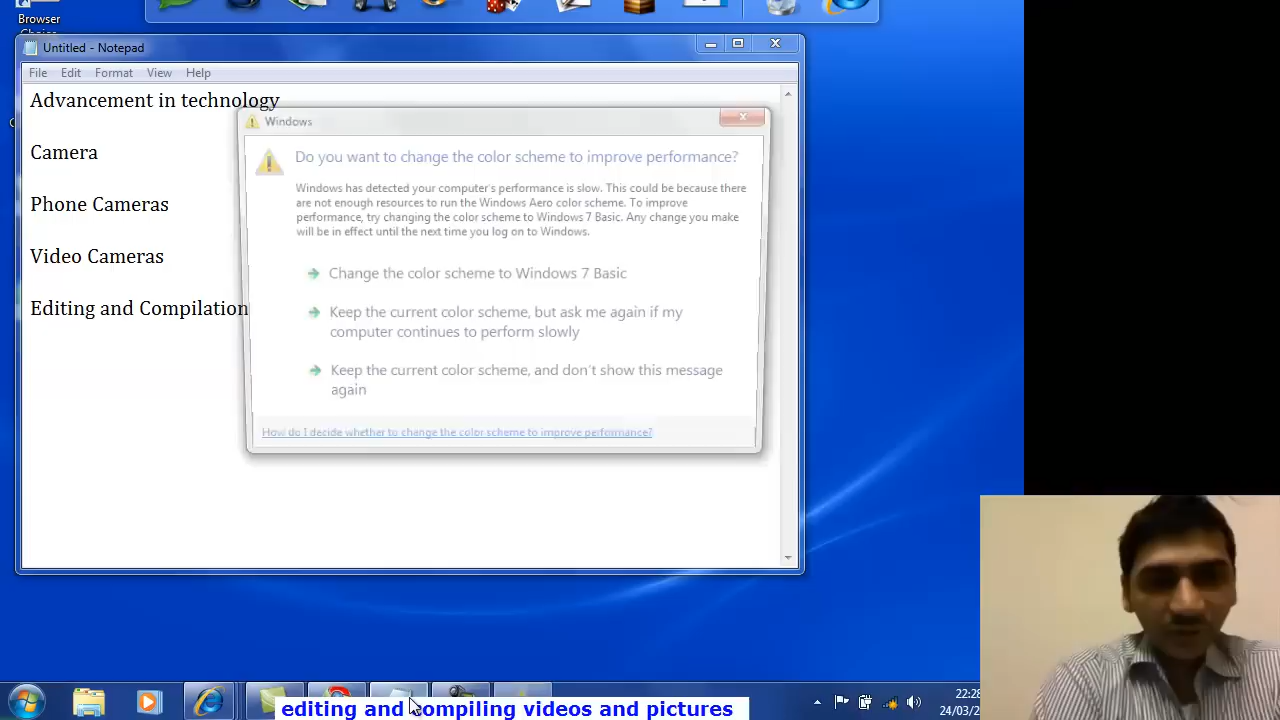 Browser
Untitled - Notepad
File Edit Format View Help
Advancement in technology
Camera
Phone Cameras
Video Cameras
Editing and Compilation
Windows
Do you want to change the color scheme to improve performance?
Windows has detected your computer's performance is slow. This could be because there
are not enough resources to run the Windows Aero color scheme. To improve
performance, try changing the color scheme to Windows 7 Basic. Any change you make
will be in effect until the next time you log on to Windows.
Change the color scheme to Windows 7 Basic
Keep the current color scheme, but ask me again if my
computer continues to perform slowly
Keep the current color scheme, and don't show this message
again
How do I decide whether to change the color scheme to improve performance?
22:28
24/03/2
editing and compiling videos and pictures